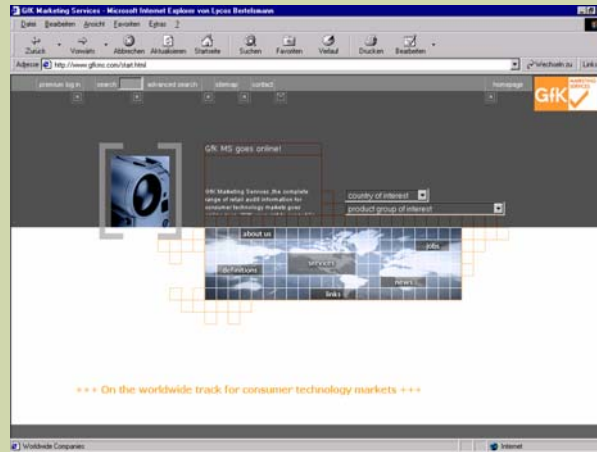 GfK Marketing Services - Microsoft Internet Explorer von Lycos Bertelsmann
Datei Bearbeiten Ansicht Favoriten Extras ?
Zurück Vorwärts Abbrechen Aktualisieren Startseite Suchen Favoriten Verlauf Drucken Bearbeiten
Adresse http://www.gfkms.com/start.html Wechseln zu Links
premium log in search advanced search sitemap contact homepage
GfK MARKETING SERVICES
GfK MS goes online!
GfK Marketing Services ,the complete
range of retail audit information for
consumer technology markets goes
country of interest
product group of interest
about us
jobs
services
definitions
news
links
+++ On the worldwide track for consumer technology markets +++
Worldwide Companies Internet